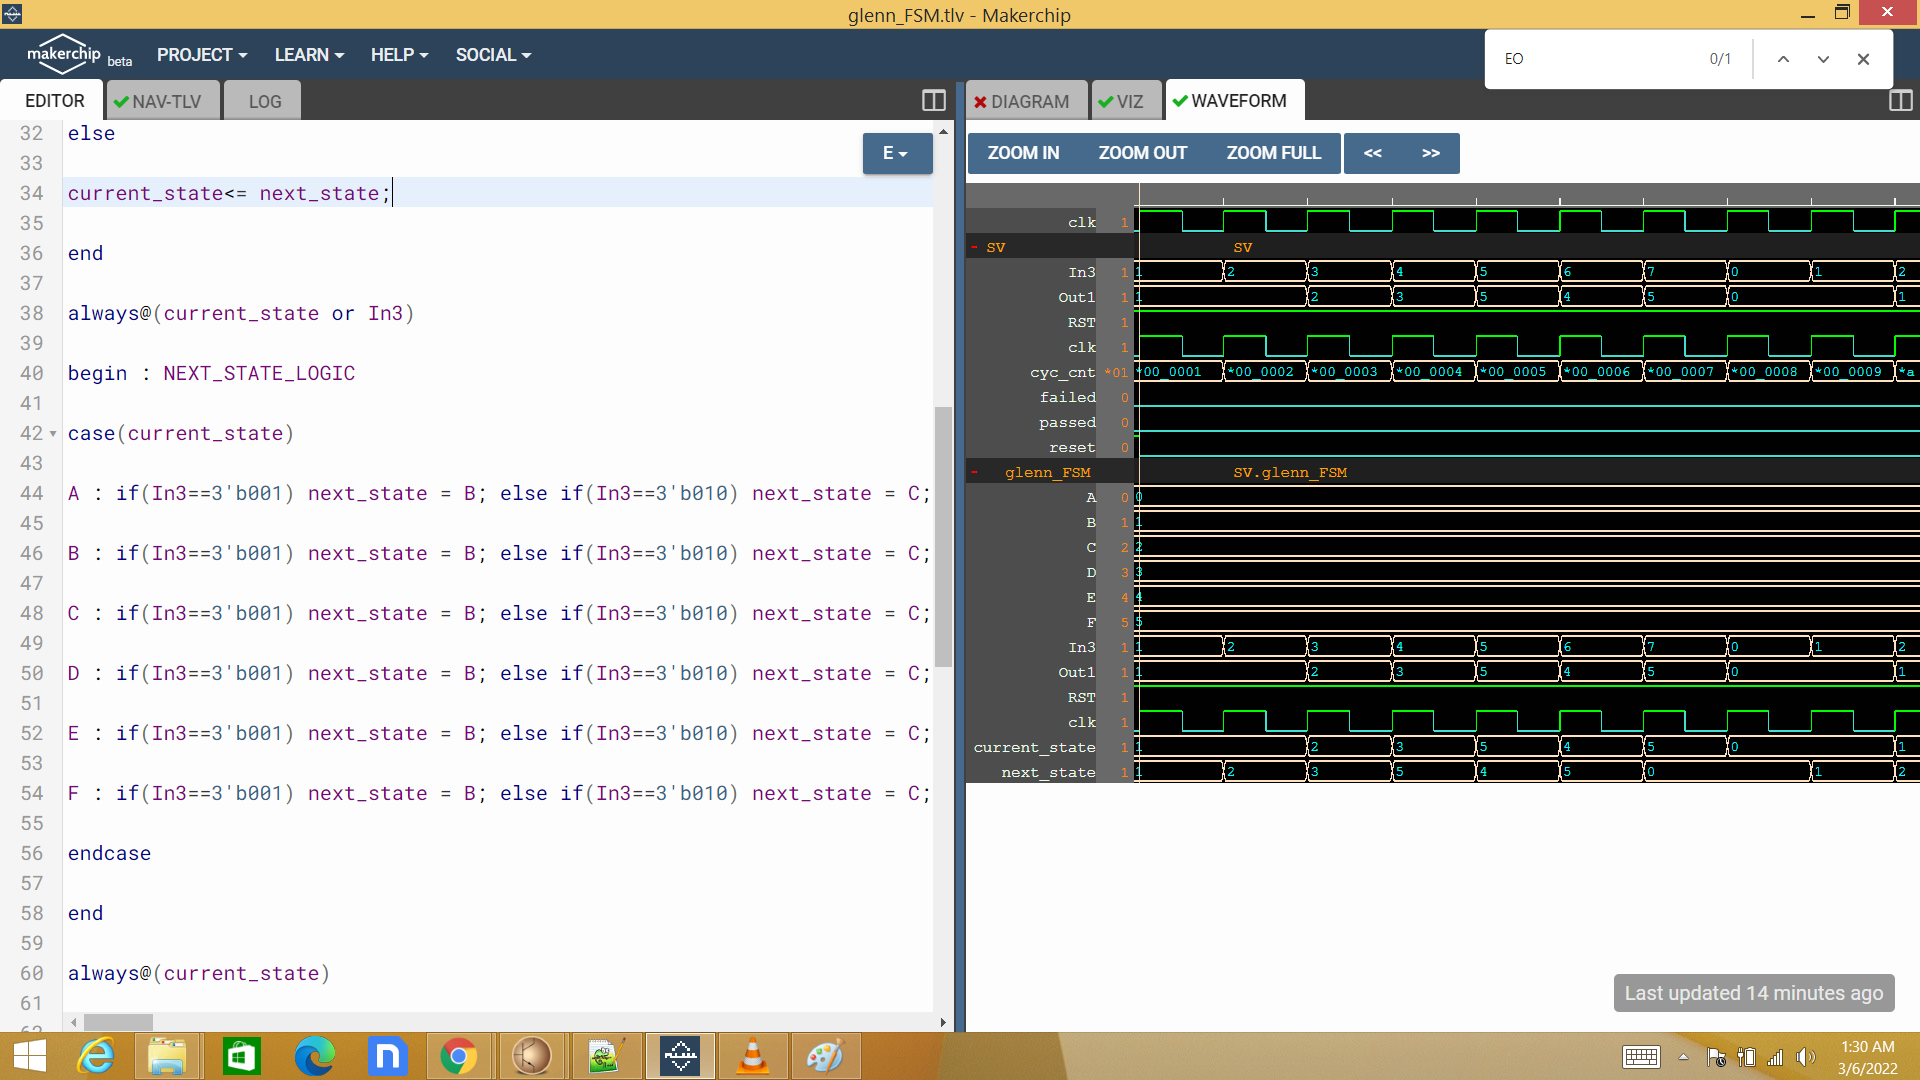 glenn_FSM.tlv - Makerchip
makerchip beta PROJECT LEARN HELP SOCIAL
EO 0/1
EDITOR NAV-TLV LOG
E
32 else
33
34 current_state<= next_state;
35
36 end
37
38 always@(current_state or In3)
39
40 begin : NEXT_STATE_LOGIC
41
42 case(current_state)
43
44 A : if(In3==3'b001) next_state = B; else if(In3==3'b010) next_state = C;
45
46 B : if(In3==3'b001) next_state = B; else if(In3==3'b010) next_state = C;
47
48 C : if(In3==3'b001) next_state = B; else if(In3==3'b010) next_state = C;
49
50 D : if(In3==3'b001) next_state = B; else if(In3==3'b010) next_state = C;
51
52 E : if(In3==3'b001) next_state = B; else if(In3==3'b010) next_state = C;
53
54 F : if(In3==3'b001) next_state = B; else if(In3==3'b010) next_state = C;
55
56 endcase
57
58 end
59
60 always@(current_state)
61
DIAGRAM VIZ WAVEFORM
ZOOM IN ZOOM OUT ZOOM FULL << >>
clk 1
- SV SV
In3 1 1 2 3 4 5 6 7 0 1 2
Out1 1 1 2 3 5 4 5 0 1
RST 1
clk 1
cyc_cnt *01 *00_0001 *00_0002 *00_0003 *00_0004 *00_0005 *00_0006 *00_0007 *00_0008 *00_0009 *a
failed 0
passed 0
reset 0
- glenn_FSM SV.glenn_FSM
A 0 0
B 1 1
C 2 2
D 3 3
E 4 4
F 5 5
In3 1 1 2 3 4 5 6 7 0 1 2
Out1 1 1 2 3 5 4 5 0 1
RST 1
clk 1
current_state 1 1 2 3 5 4 5 0 1
next_state 1 1 2 3 5 4 5 0 1 2
Last updated 14 minutes ago
1:30 AM
3/6/2022